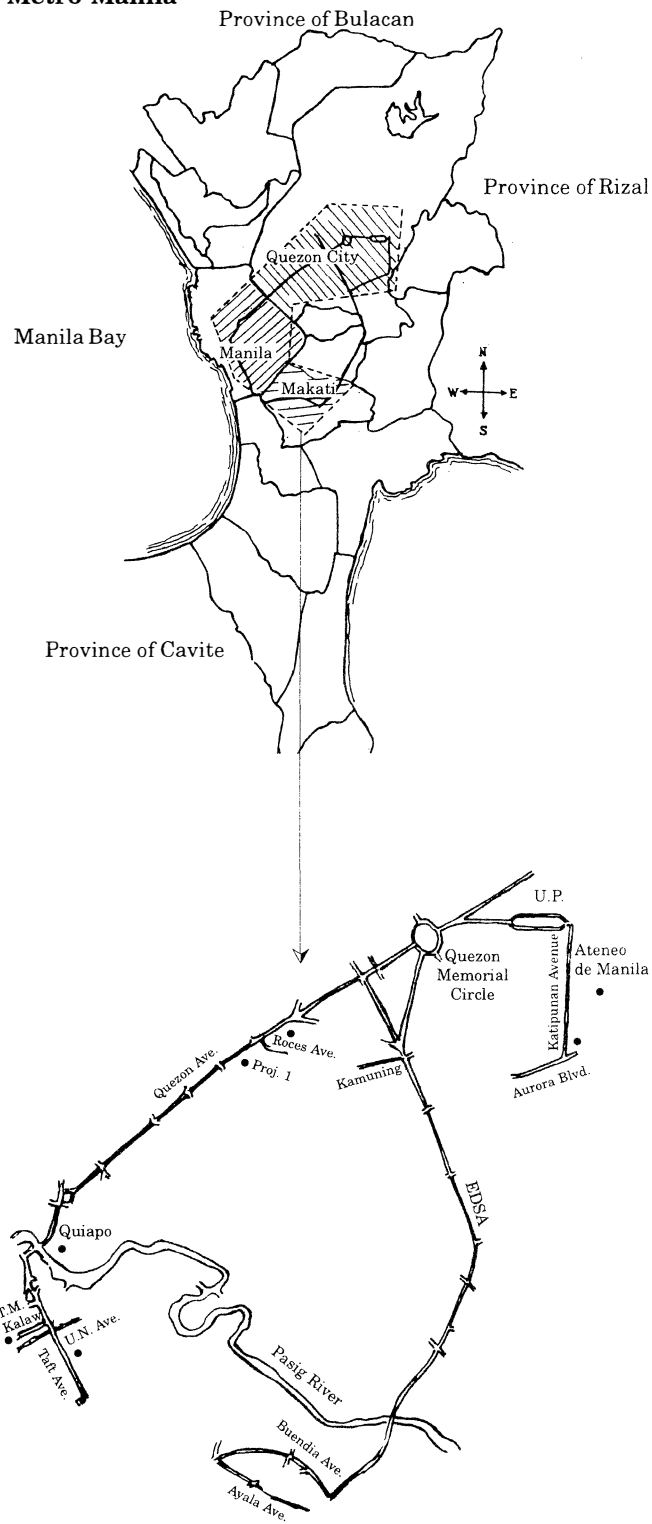 Metro Manila
Province of Bulacan
Province of Rizal
Quezon City
Manila Bay
Manila
Makati
N
W E
S
Province of Cavite
U.P.
Quezon
Memorial
Circle
Katipunan Avenue
Ateneo
de Manila
Roces Ave.
Quezon Ave.
Proj. 1
Kamuning
Aurora Blvd.
EDSA
Quiapo
T.M.
Kalaw
U.N. Ave.
Taft Ave.
Pasig River
Buendia Ave.
Ayala Ave.